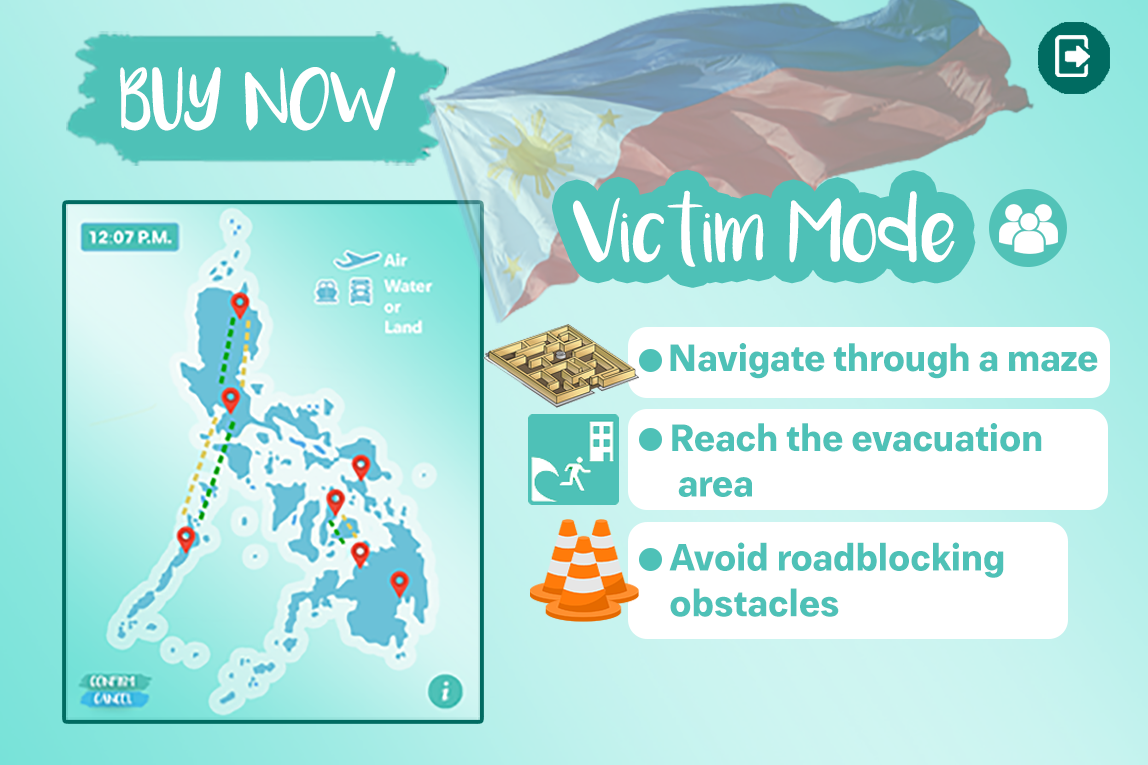 BUY NOW
Victim Mode
12:07 P.M.
Air
Water
or
Land
CONFIRM
CANCEL
i
• Navigate through a maze
• Reach the evacuation
area
• Avoid roadblocking
obstacles